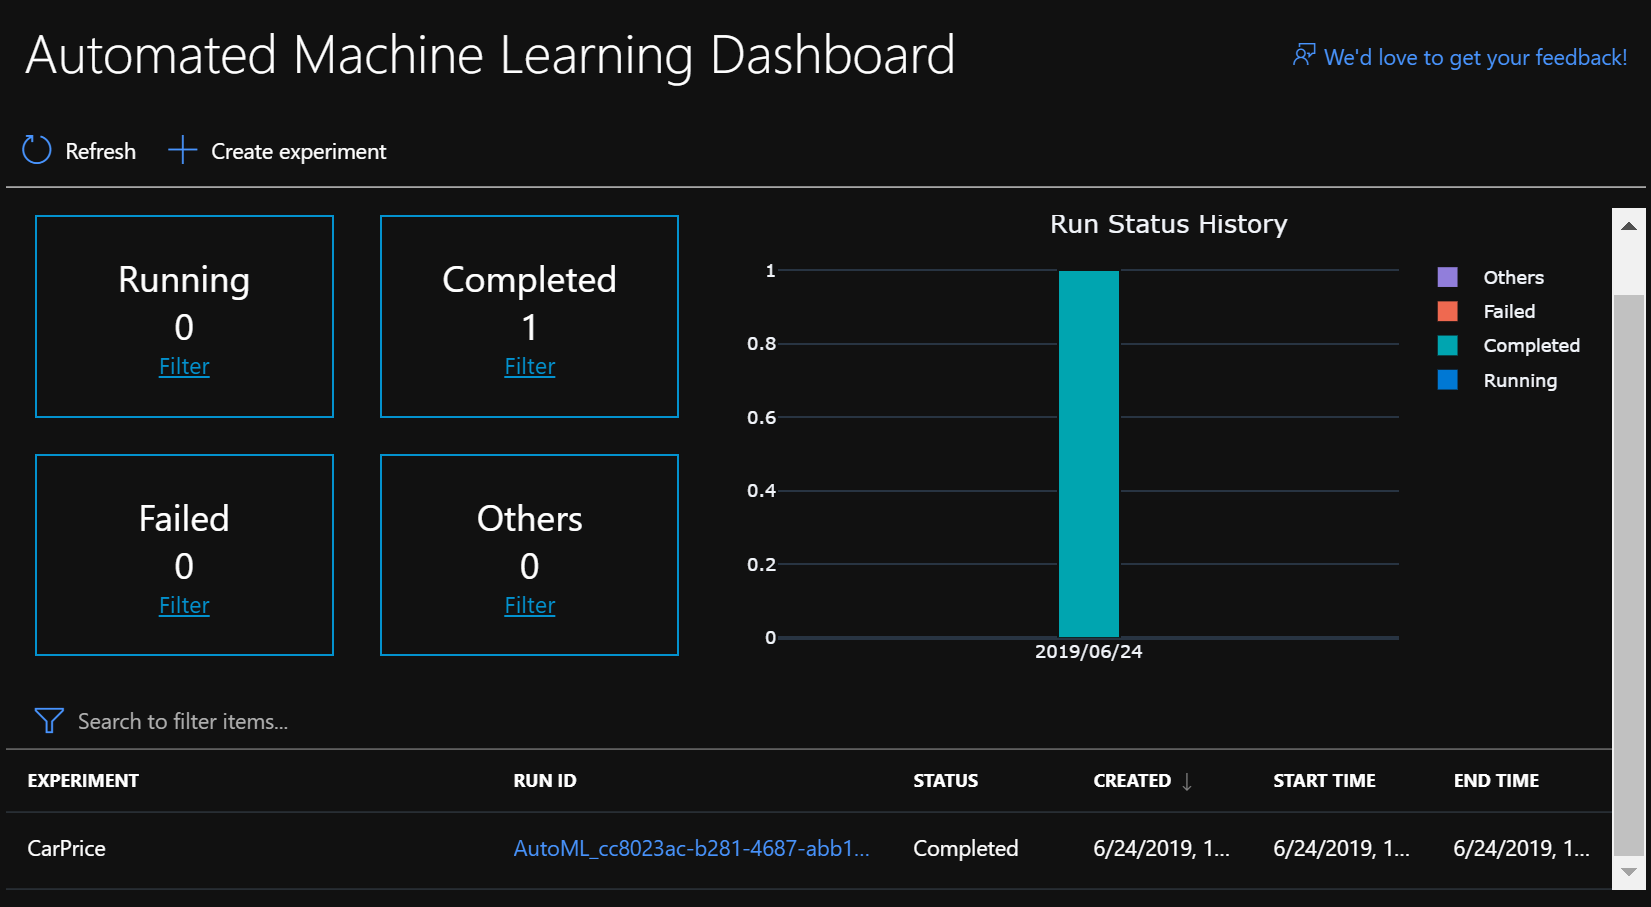 Automated Machine Learning Dashboard
We'd love to get your feedback!
Refresh
Create experiment
Running
0
Filter
Completed
1
Filter
Failed
0
Filter
Others
0
Filter
Run Status History
1
0.8
0.6
0.4
0.2
0
2019/06/24
Others
Failed
Completed
Running
Search to filter items...
EXPERIMENT RUN ID STATUS CREATED ↓ START TIME END TIME
CarPrice AutoML_cc8023ac-b281-4687-abb1... Completed 6/24/2019, 1... 6/24/2019, 1... 6/24/2019, 1...